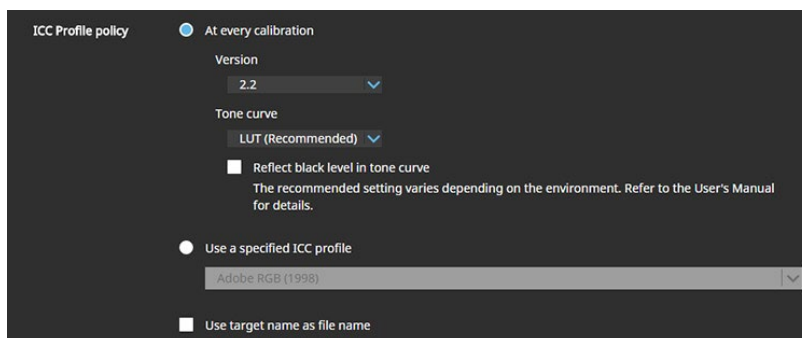 ICC Profile policy
At every calibration
Version
2.2
Tone curve
LUT (Recommended)
Reflect black level in tone curve
The recommended setting varies depending on the environment. Refer to the User's Manual
for details.
Use a specified ICC profile
Adobe RGB (1998)
Use target name as file name